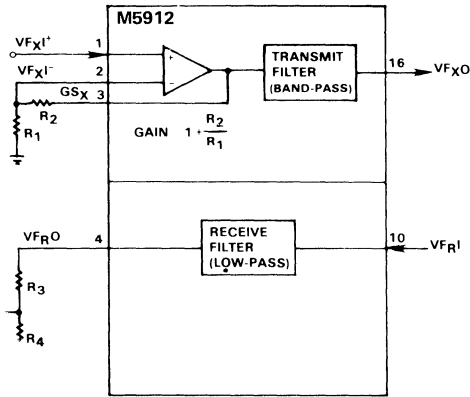 M5912
VFXI+
1
VFXI−
2
GSX
3
R2
R1
+
−
GAIN 1 + R2/R1
TRANSMIT
FILTER
(BAND-PASS)
16
VFXO
VFRO
4
RECEIVE
FILTER
(LOW-PASS)
10
VFRI
R3
R4